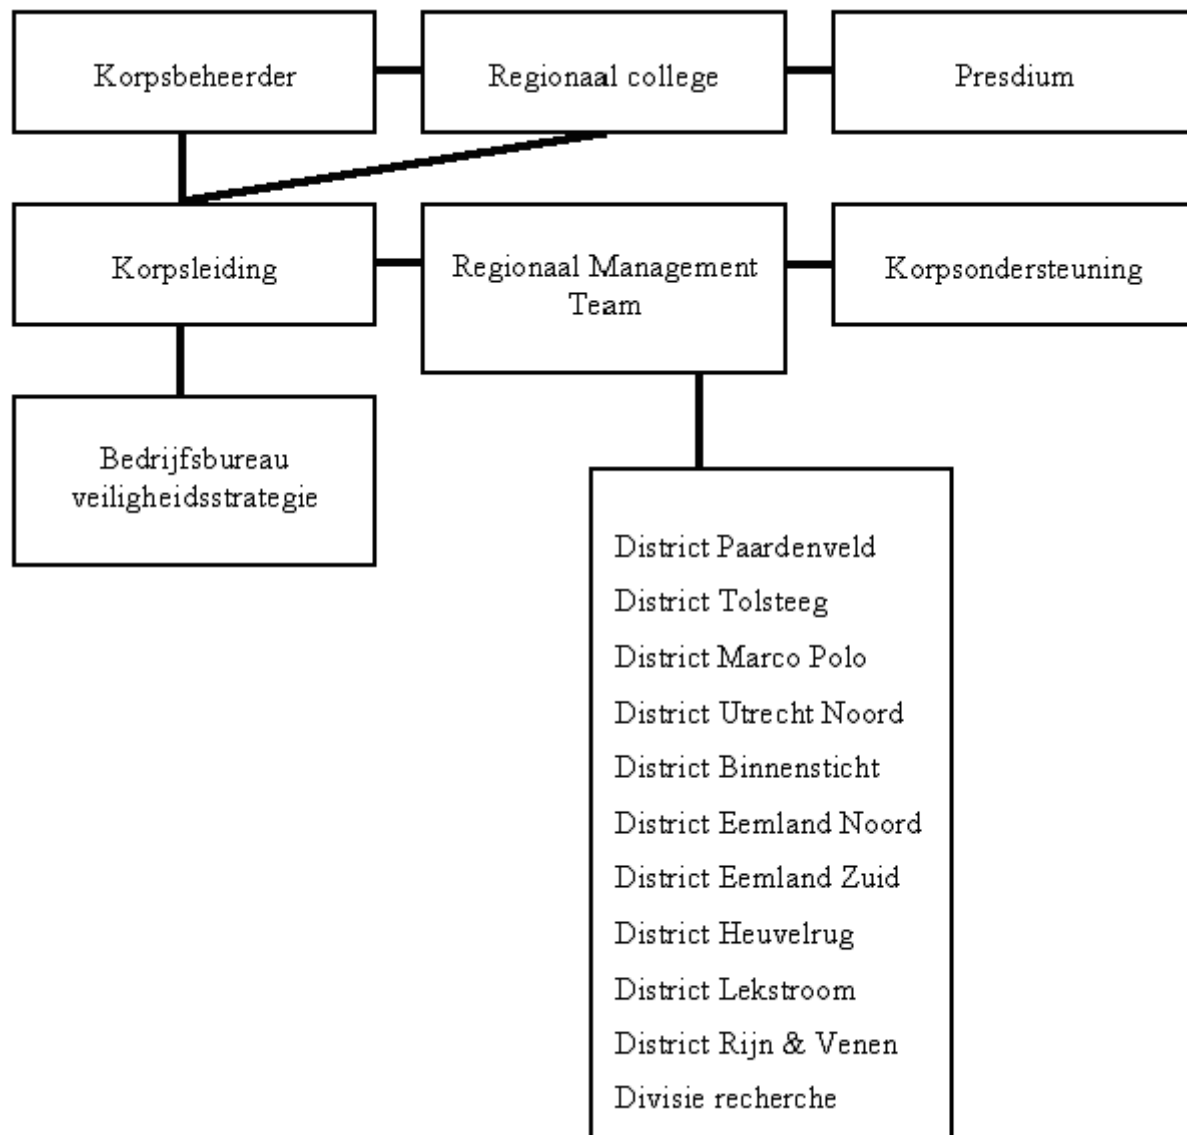 Korpsbeheerder
Regionaal college
Presdium
Korpsleiding
Regionaal Management
Team
Korpsondersteuning
Bedrijfsbureau
veiligheidsstrategie
District Paardenveld
District Tolsteeg
District Marco Polo
District Utrecht Noord
District Binnensticht
District Eemland Noord
District Eemland Zuid
District Heuvelrug
District Lekstroom
District Rijn & Venen
Divisie recherche